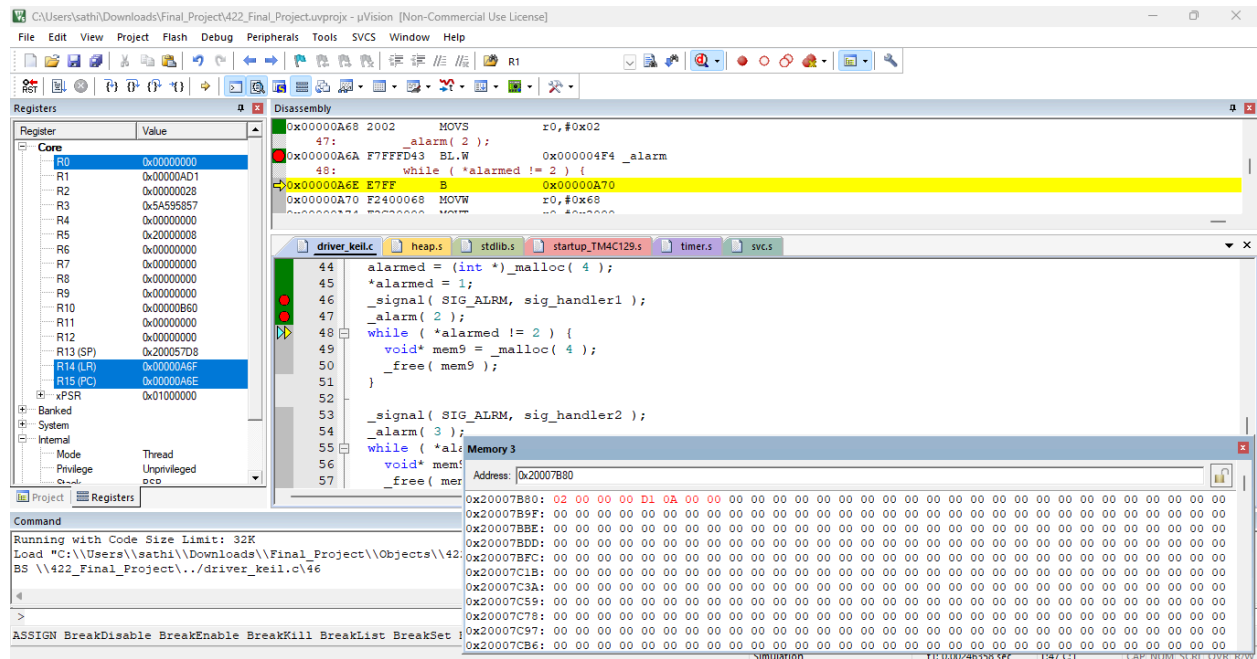 C:\Users\sathi\Downloads\Final_Project\422_Final_Project.uvprojx - µVision [Non-Commercial Use License]
File Edit View Project Flash Debug Peripherals Tools SVCS Window Help
R1
RST
Registers
Register Value
Core
R0 0x00000000
R1 0x00000AD1
R2 0x00000028
R3 0x5A595857
R4 0x00000000
R5 0x20000008
R6 0x00000000
R7 0x00000000
R8 0x00000000
R9 0x00000000
R10 0x00000B60
R11 0x00000000
R12 0x00000000
R13 (SP) 0x200057D8
R14 (LR) 0x00000A6F
R15 (PC) 0x00000A6E
xPSR 0x01000000
Banked
System
Internal
Mode Thread
Privilege Unprivileged
Project Registers
Disassembly
0x00000A68 2002 MOVS r0,#0x02
47: _alarm( 2 );
0x00000A6A F7FFFD43 BL.W 0x000004F4 _alarm
48: while ( *alarmed != 2 ) {
0x00000A6E E7FF B 0x00000A70
0x00000A70 F2400068 MOVW r0,#0x68
driver_keil.c heap.s stdlib.s startup_TM4C129.s timer.s svc.s
44 alarmed = (int *)_malloc( 4 );
45 *alarmed = 1;
46 _signal( SIG_ALRM, sig_handler1 );
47 _alarm( 2 );
48 while ( *alarmed != 2 ) {
49 void* mem9 = _malloc( 4 );
50 _free( mem9 );
51 }
52
53 _signal( SIG_ALRM, sig_handler2 );
54 _alarm( 3 );
55 while ( *ala
56 void* mem
57 _free( mem
Command
Running with Code Size Limit: 32K
Load "C:\\Users\\sathi\\Downloads\\Final_Project\\Objects\\42
BS \\422_Final_Project\../driver_keil.c\46
>
ASSIGN BreakDisable BreakEnable BreakKill BreakList BreakSet
Memory 3
Address: 0x20007B80
0x20007B80: 02 00 00 00 D1 0A 00 00 00 00 00 00 00 00 00 00 00 00 00 00 00 00 00 00 00 00 00 00 00 00 00
0x20007B9F: 00 00 00 00 00 00 00 00 00 00 00 00 00 00 00 00 00 00 00 00 00 00 00 00 00 00 00 00 00 00 00
0x20007BBE: 00 00 00 00 00 00 00 00 00 00 00 00 00 00 00 00 00 00 00 00 00 00 00 00 00 00 00 00 00 00 00
0x20007BDD: 00 00 00 00 00 00 00 00 00 00 00 00 00 00 00 00 00 00 00 00 00 00 00 00 00 00 00 00 00 00 00
0x20007BFC: 00 00 00 00 00 00 00 00 00 00 00 00 00 00 00 00 00 00 00 00 00 00 00 00 00 00 00 00 00 00 00
0x20007C1B: 00 00 00 00 00 00 00 00 00 00 00 00 00 00 00 00 00 00 00 00 00 00 00 00 00 00 00 00 00 00 00
0x20007C3A: 00 00 00 00 00 00 00 00 00 00 00 00 00 00 00 00 00 00 00 00 00 00 00 00 00 00 00 00 00 00 00
0x20007C59: 00 00 00 00 00 00 00 00 00 00 00 00 00 00 00 00 00 00 00 00 00 00 00 00 00 00 00 00 00 00 00
0x20007C78: 00 00 00 00 00 00 00 00 00 00 00 00 00 00 00 00 00 00 00 00 00 00 00 00 00 00 00 00 00 00 00
0x20007C97: 00 00 00 00 00 00 00 00 00 00 00 00 00 00 00 00 00 00 00 00 00 00 00 00 00 00 00 00 00 00 00
0x20007CB6: 00 00 00 00 00 00 00 00 00 00 00 00 00 00 00 00 00 00 00 00 00 00 00 00 00 00 00 00 00 00 00